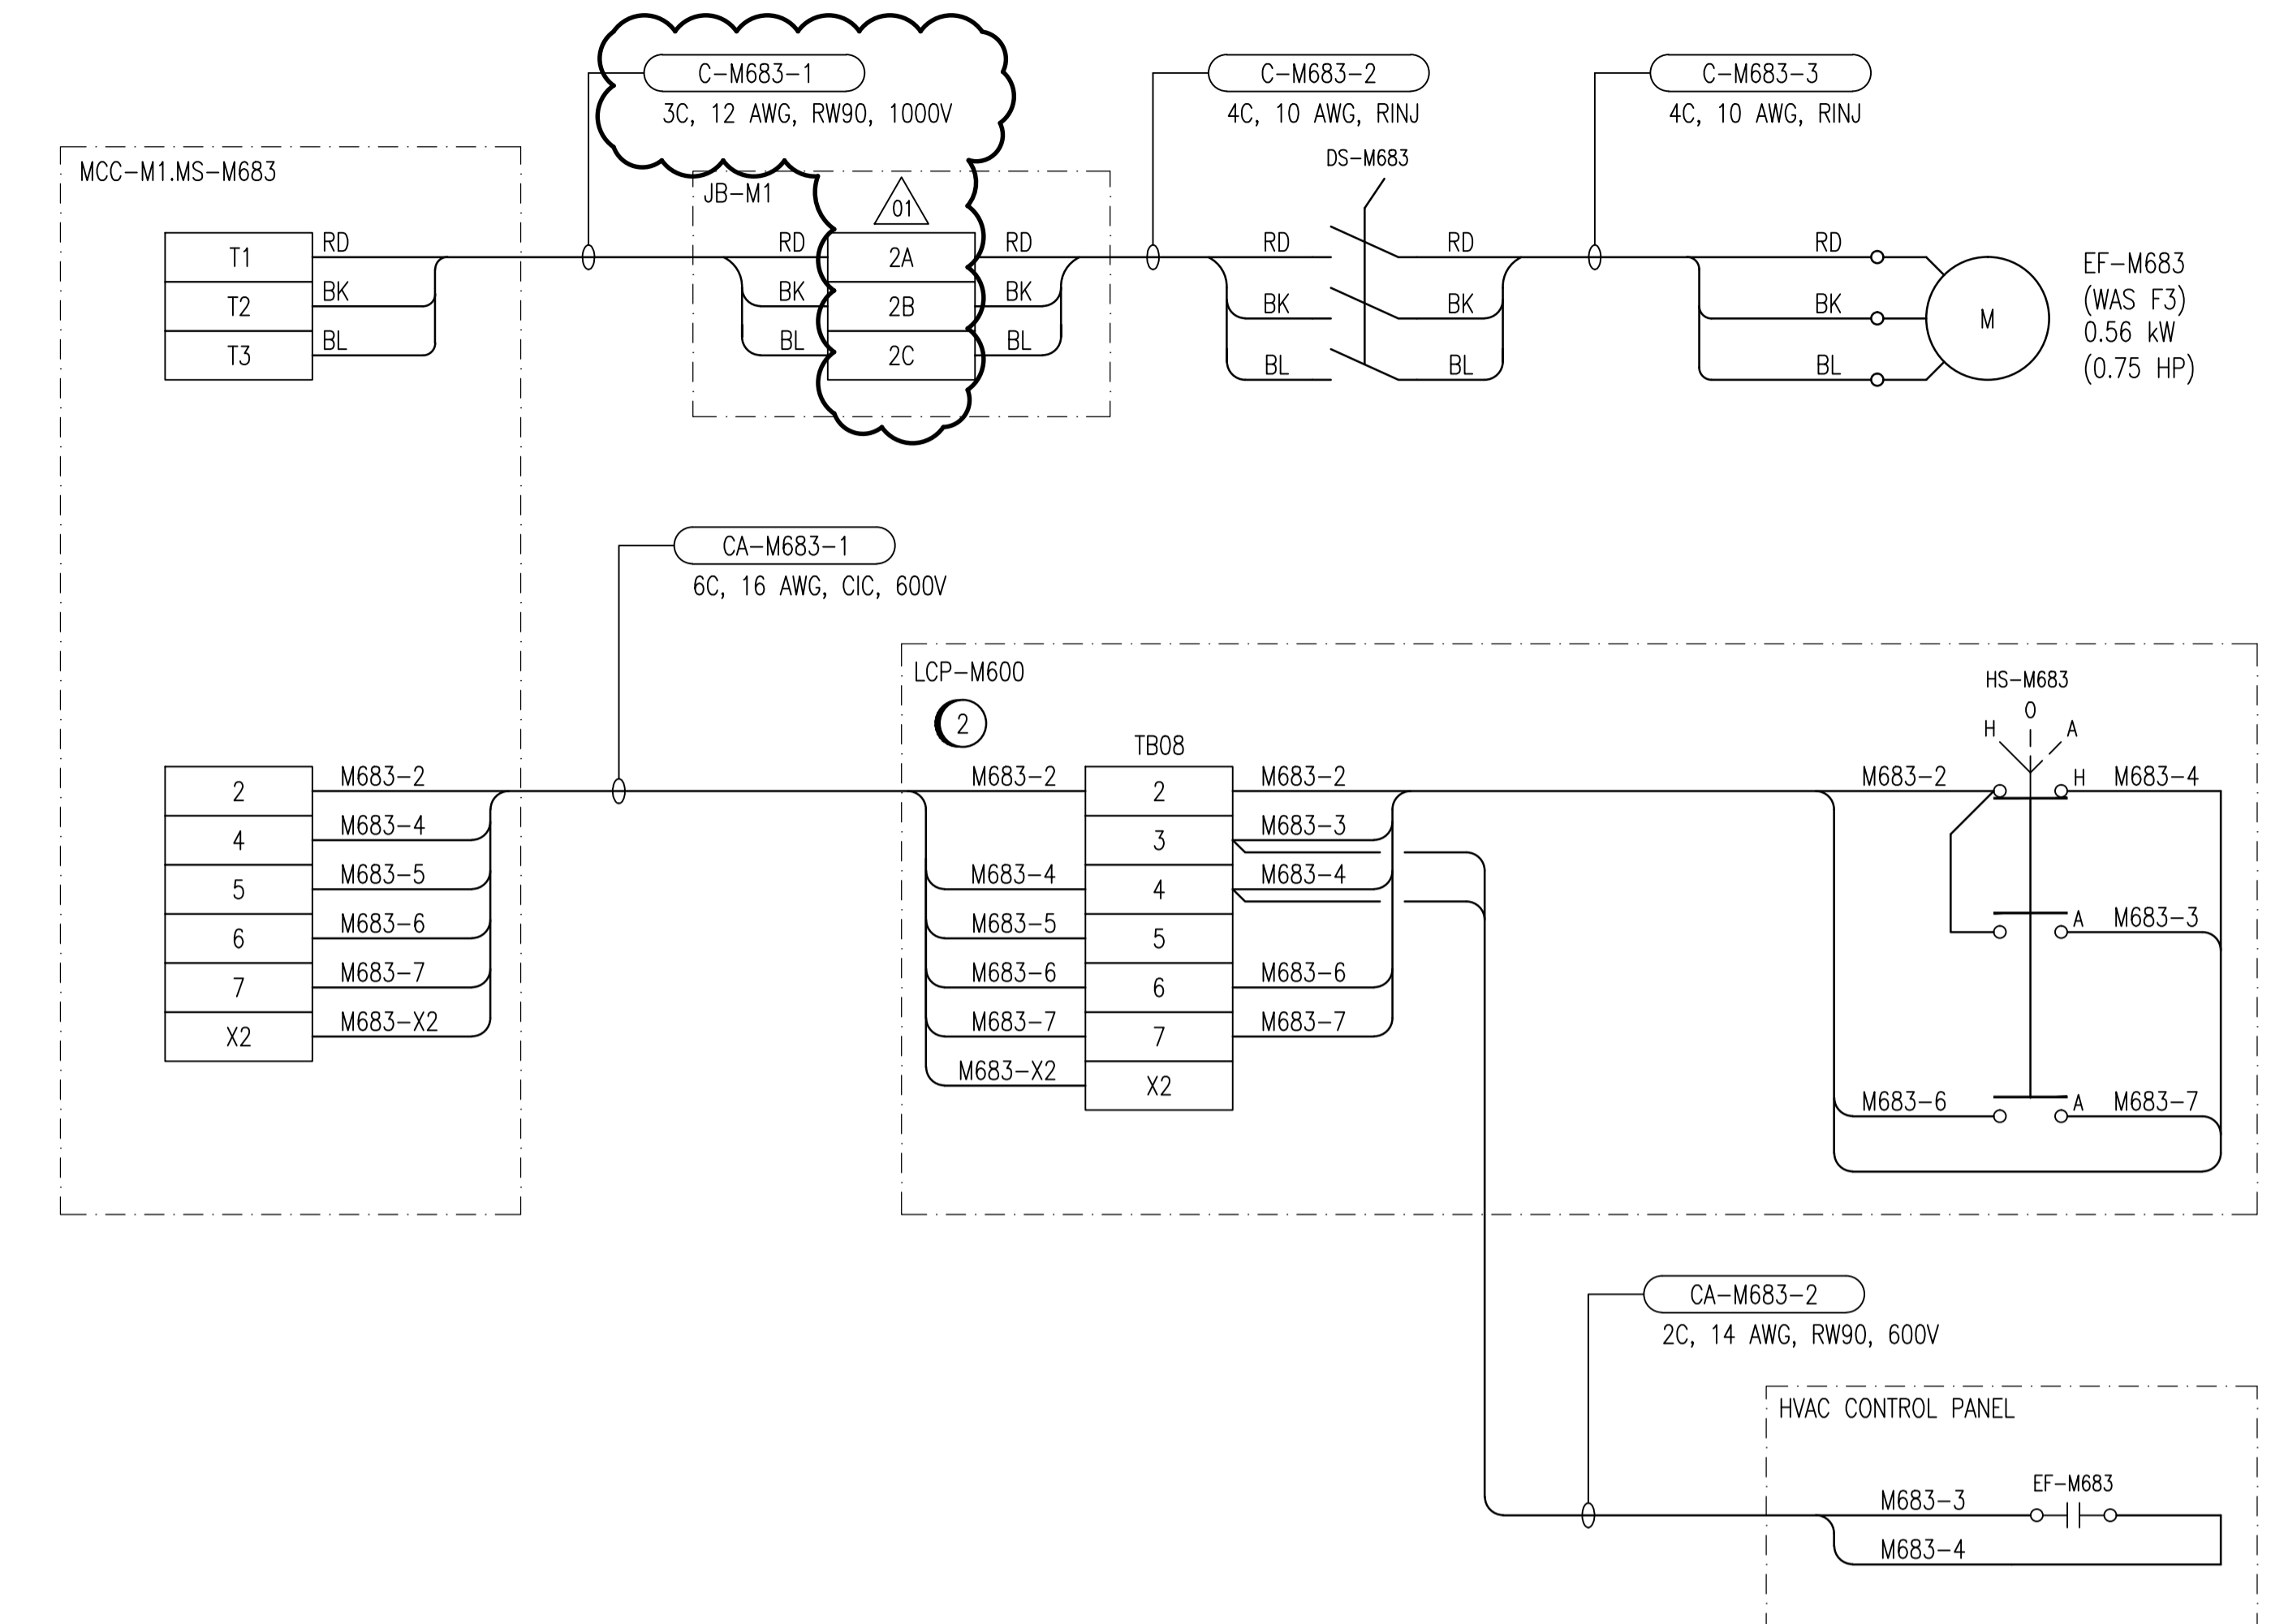 C-M683-1
3C, 12 AWG, RW90, 1000V
C-M683-2
4C, 10 AWG, RINJ
C-M683-3
4C, 10 AWG, RINJ
MCC-M1.MS-M683
JB-M1
01
DS-M683
T1
T2
T3
RD
BK
BL
RD
BK
BL
2A
2B
2C
RD
BK
BL
RD
BK
BL
RD
BK
BL
RD
BK
BL
M
EF-M683
(WAS F3)
0.56 kW
(0.75 HP)
CA-M683-1
6C, 16 AWG, CIC, 600V
LCP-M600
2
TB08
HS-M683
H
O
A
2
4
5
6
7
X2
M683-2
M683-4
M683-5
M683-6
M683-7
M683-X2
M683-2
M683-4
M683-5
M683-6
M683-7
M683-X2
2
3
4
5
6
7
X2
M683-2
M683-3
M683-4
M683-6
M683-7
M683-2
H
M683-4
A
M683-3
M683-6
A
M683-7
CA-M683-2
2C, 14 AWG, RW90, 600V
HVAC CONTROL PANEL
EF-M683
M683-3
M683-4